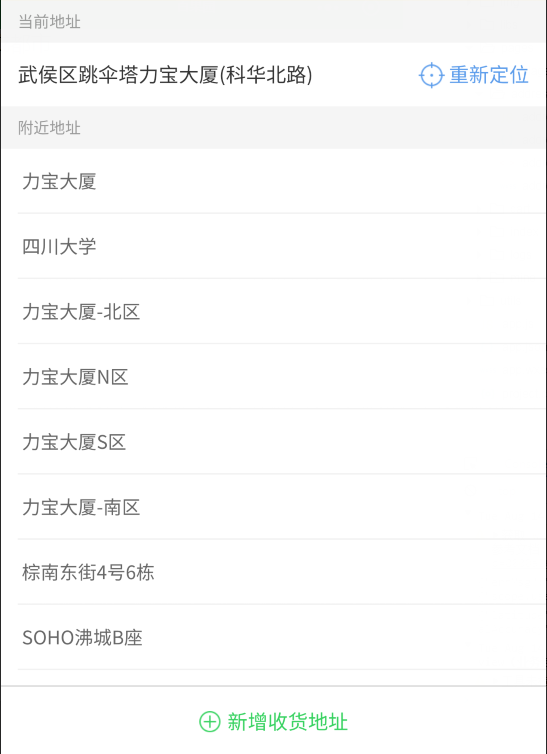 当前地址
武侯区跳伞塔力宝大厦(科华北路)
重新定位
附近地址
力宝大厦
四川大学
力宝大厦-北区
力宝大厦N区
力宝大厦S区
力宝大厦-南区
棕南东街4号6栋
SOHO沸城B座
新增收货地址